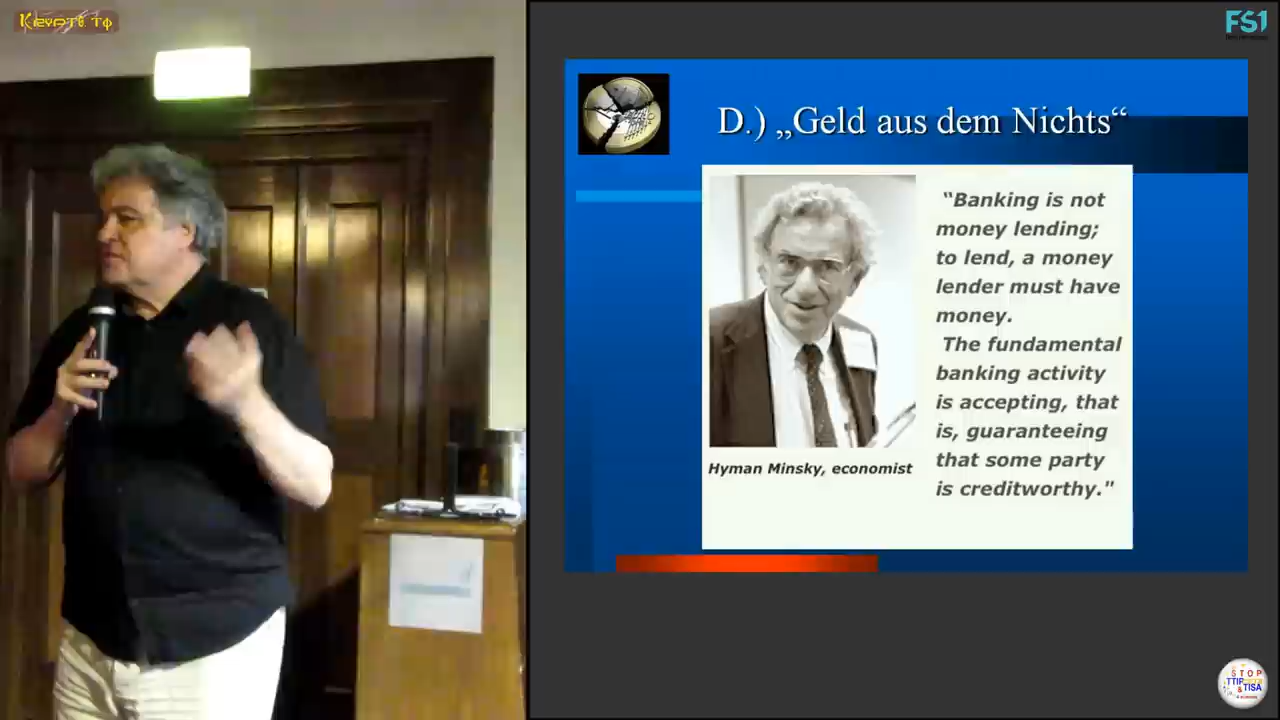 FS1
D.) „Geld aus dem Nichts“
“Banking is not
money lending;
to lend, a money
lender must have
money.
The fundamental
banking activity
is accepting, that
is, guaranteeing
that some party
is creditworthy."
Hyman Minsky, economist
STOP
TTIP
& TISA